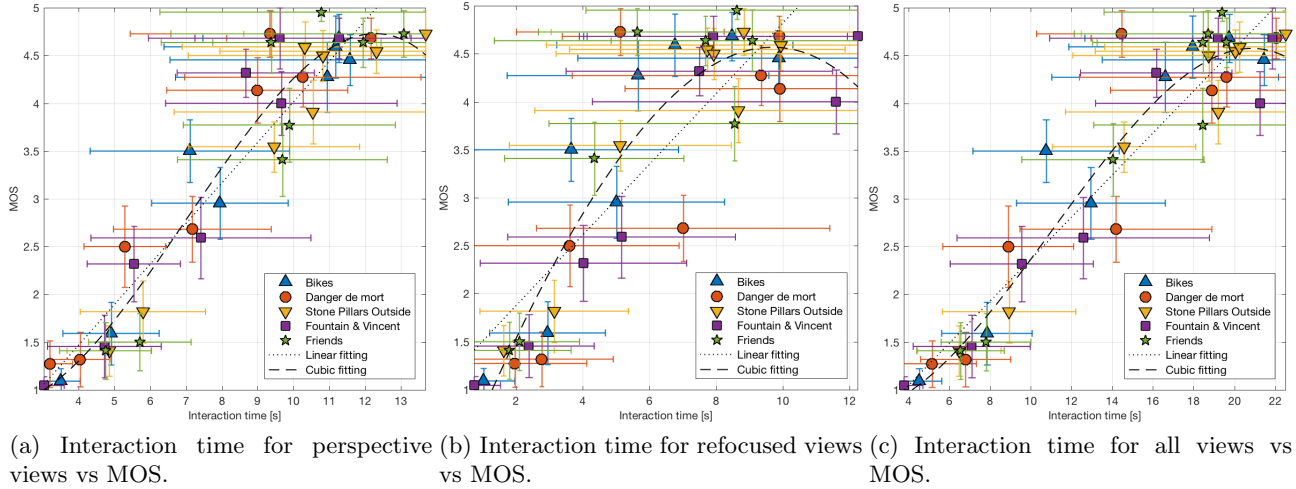 MOS
5
4.5
4
3.5
3
2.5
2
1.5
1
4 5 6 7 8 9 10 11 12 13
Interaction time [s]
Bikes
Danger de mort
Stone Pillars Outside
Fountain & Vincent
Friends
Linear fitting
Cubic fitting
MOS
5
4.5
4
3.5
3
2.5
2
1.5
1
2 4 6 8 10 12
Interaction time [s]
Bikes
Danger de mort
Stone Pillars Outside
Fountain & Vincent
Friends
Linear fitting
Cubic fitting
MOS
5
4.5
4
3.5
3
2.5
2
1.5
1
4 6 8 10 12 14 16 18 20 22
Interaction time [s]
Bikes
Danger de mort
Stone Pillars Outside
Fountain & Vincent
Friends
Linear fitting
Cubic fitting
(a) Interaction time for perspective
views vs MOS.
(b) Interaction time for refocused views
vs MOS.
(c) Interaction time for all views vs
MOS.